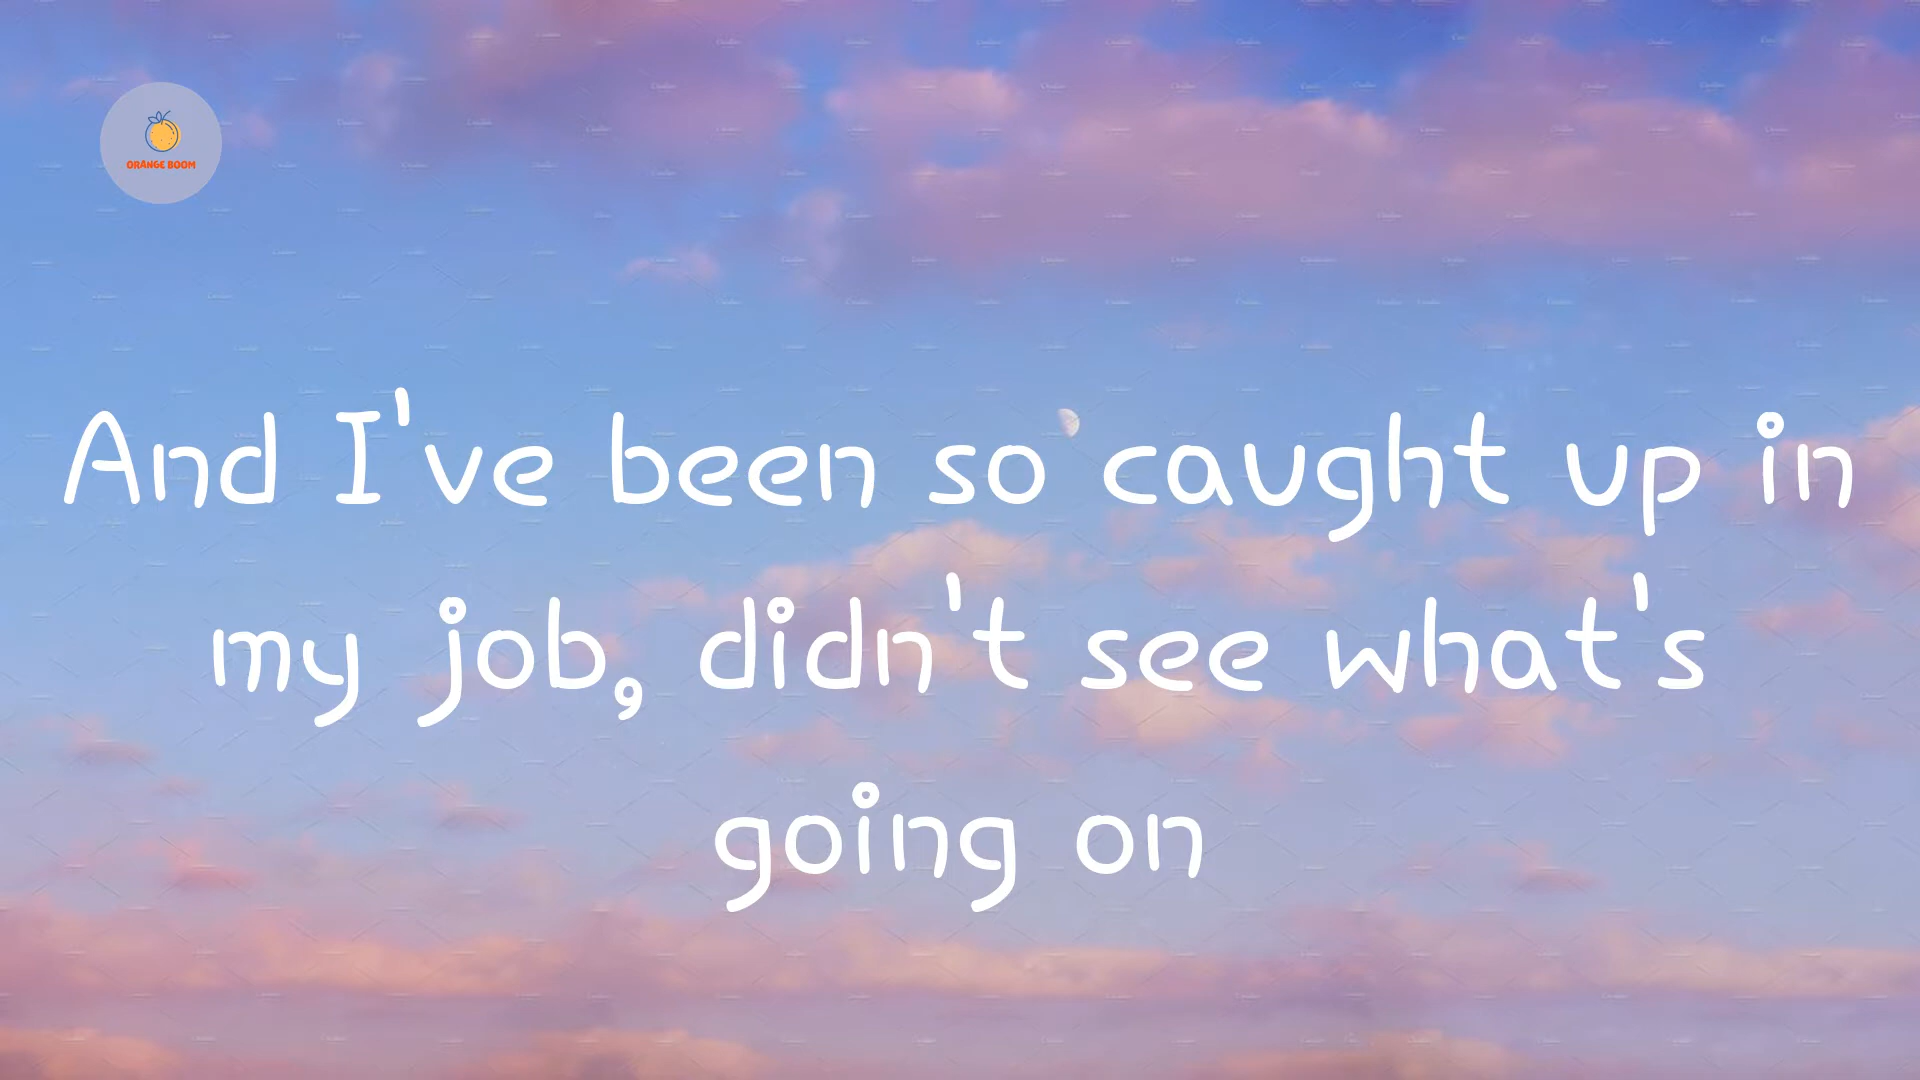 ORANGE BOOM
And I've been so caught up in
my job, didn't see what's
going on